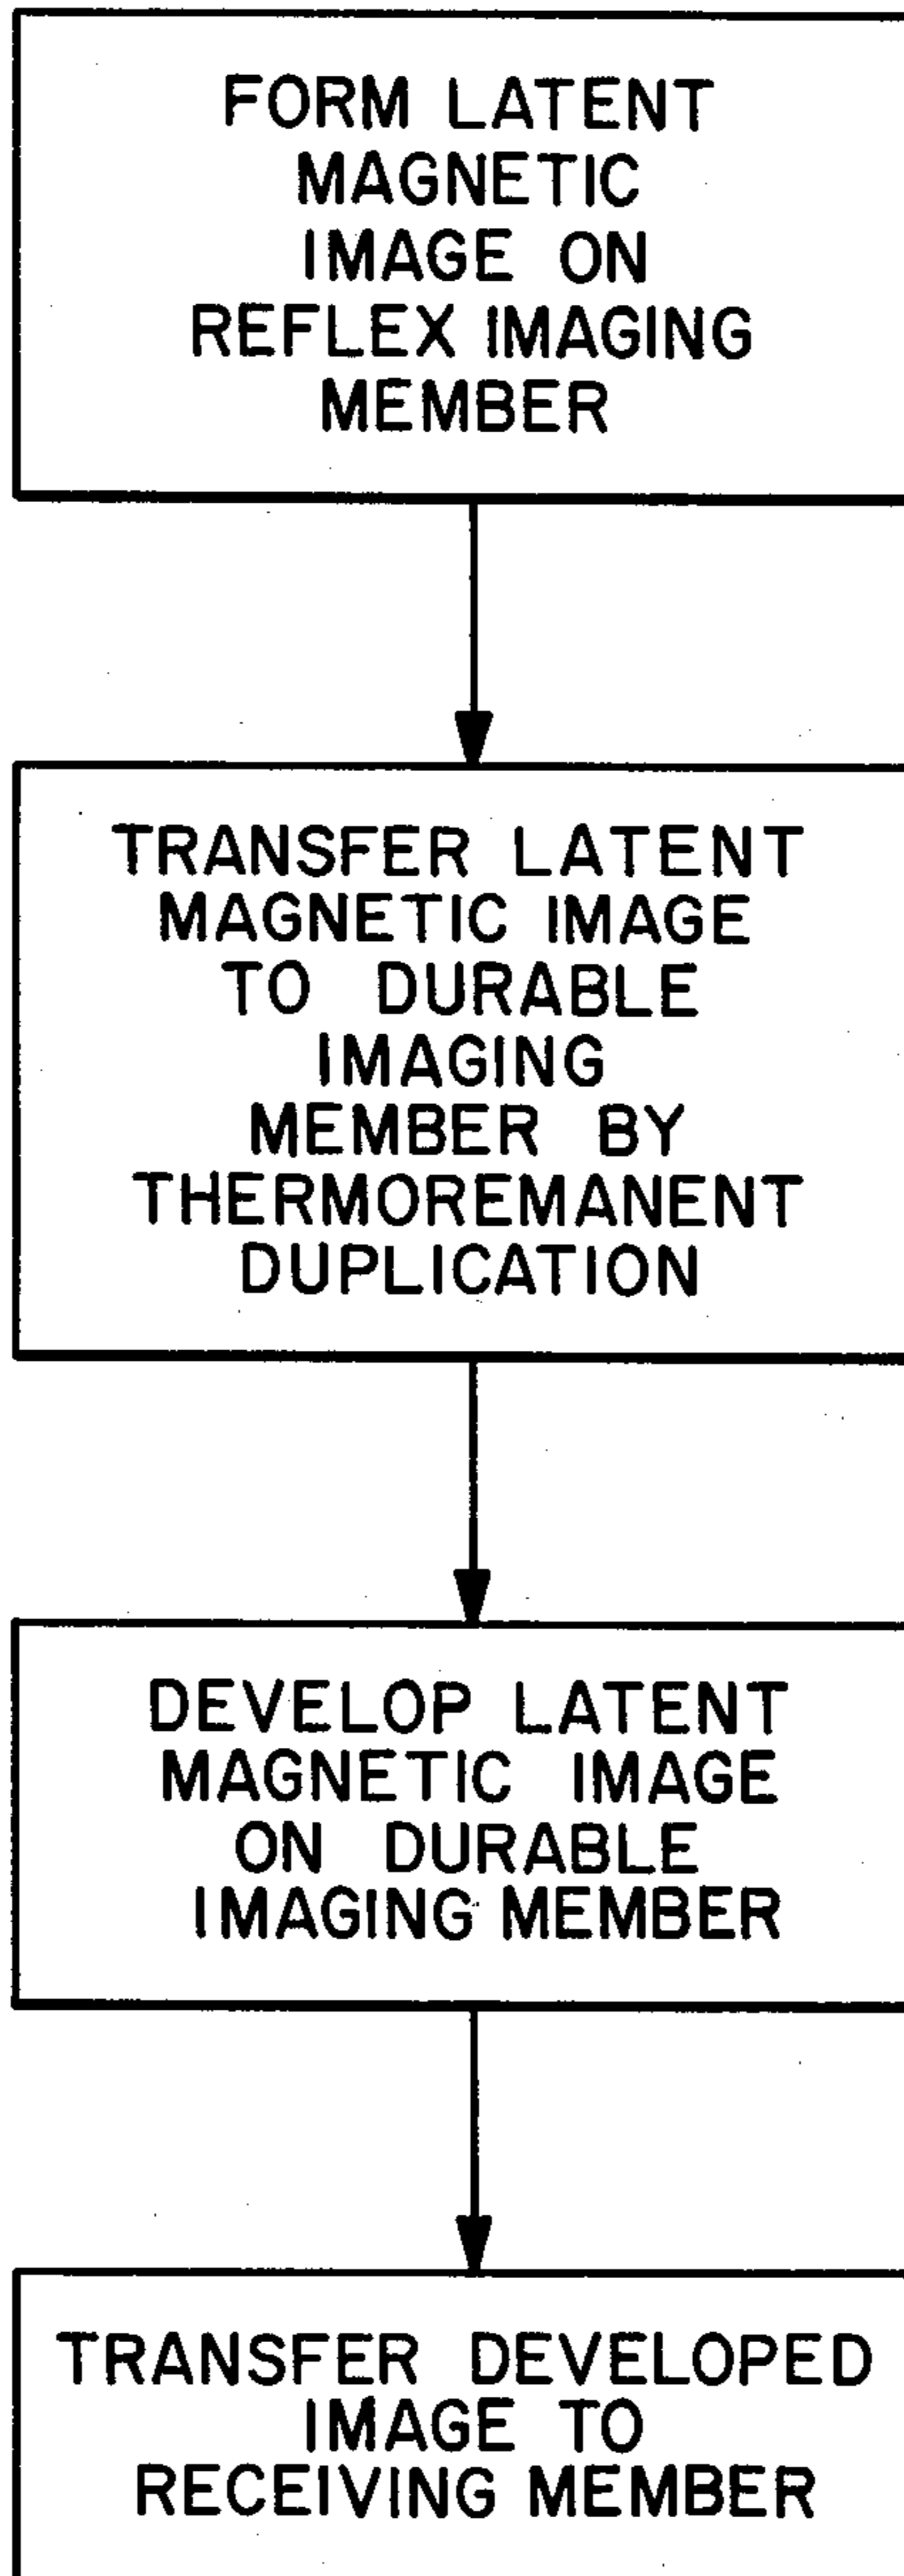 FORM LATENT
MAGNETIC
IMAGE ON
REFLEX IMAGING
MEMBER
TRANSFER LATENT
MAGNETIC IMAGE
TO DURABLE
IMAGING
MEMBER BY
THERMOREMANENT
DUPLICATION
DEVELOP LATENT
MAGNETIC IMAGE
ON DURABLE
IMAGING MEMBER
TRANSFER DEVELOPED
IMAGE TO
RECEIVING MEMBER